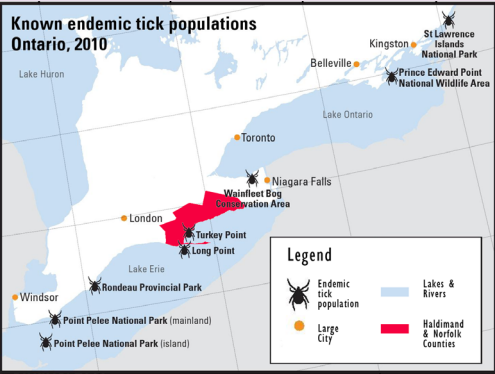 Known endemic tick populations
Ontario, 2010
St Lawrence
Islands
National Park
Kingston
Belleville
Prince Edward Point
National Wildlife Area
Lake Huron
Lake Ontario
Toronto
Niagara Falls
Wainfleet Bog
Conservation Area
London
Turkey Point
Long Point
Lake Erie
Rondeau Provincial Park
Windsor
Point Pelee National Park (mainland)
Point Pelee National Park (island)
Legend
Endemic
tick
population
Lakes &
Rivers
Large
City
Haldimand
& Norfolk
Counties